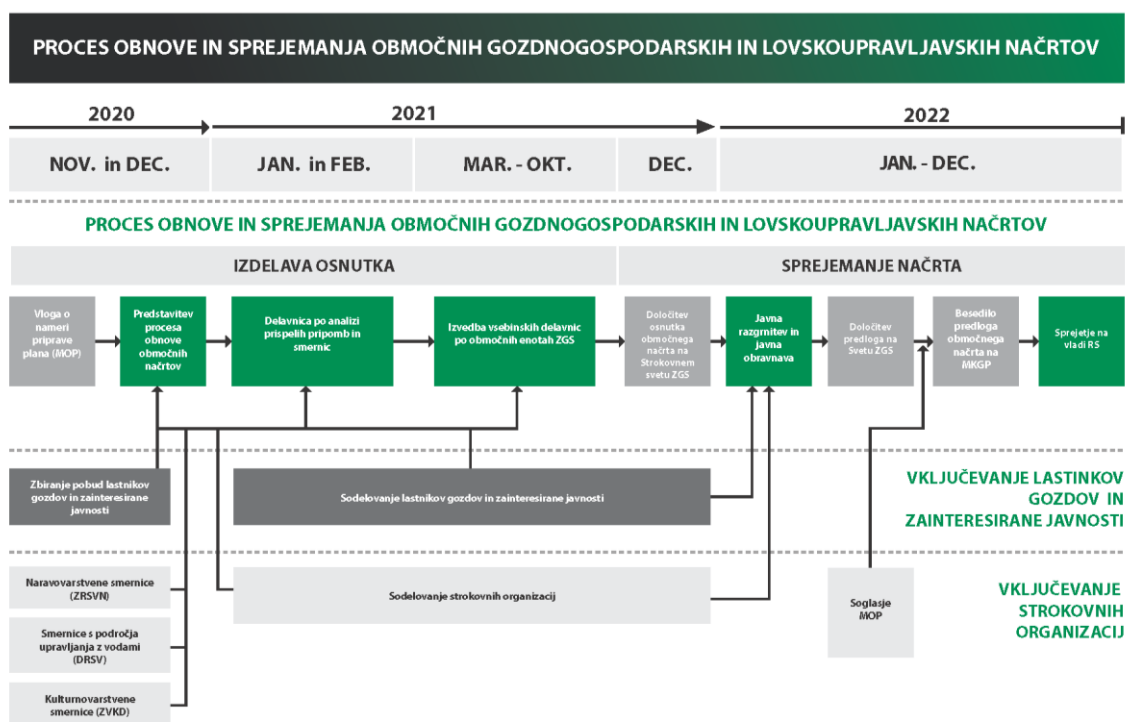 PROCES OBNOVE IN SPREJEMANJA OBMOČNIH GOZDNOGOSPODARSKIH IN LOVSKOUPRAVLJAVSKIH NAČRTOV
2020
2021
2022
NOV. in DEC.
JAN. in FEB.
MAR. - OKT.
DEC.
JAN. - DEC.
PROCES OBNOVE IN SPREJEMANJA OBMOČNIH GOZDNOGOSPODARSKIH IN LOVSKOUPRAVLJAVSKIH NAČRTOV
IZDELAVA OSNUTKA
SPREJEMANJE NAČRTA
Vloga o
nameri
priprave
plana (MOP)
Predstavitev
procesa
obnove
območnih
načrtov
Delavnica po analizi
prispelih pripomb in
smernic
Izvedba vsebinskih delavnic
po območnih enotah ZGS
Določitev
osnutka
območnega
načrta na
Strokovnem
svetu ZGS
Javna
razgrnitev in
javna
obravnava
Določitev
predloga na
Svetu ZGS
Besedilo
predloga
območnega
načrta na
MKGP
Sprejetje na
vladi RS
Zbiranje pobud lastnikov
gozdov in zainteresirane
javnosti
Sodelovanje lastnikov gozdov in zainteresirane javnosti
VKLJUČEVANJE LASTINKOV
GOZDOV IN
ZAINTERESIRANE JAVNOSTI
Naravovarstvene smernice
(ZRSVN)
Smernice s področja
upravljanja z vodami
(DRSV)
Kulturnovarstvene
smernice (ZVKD)
Sodelovanje strokovnih organizacij
Soglasje
MOP
VKLJUČEVANJE
STROKOVNIH
ORGANIZACIJ